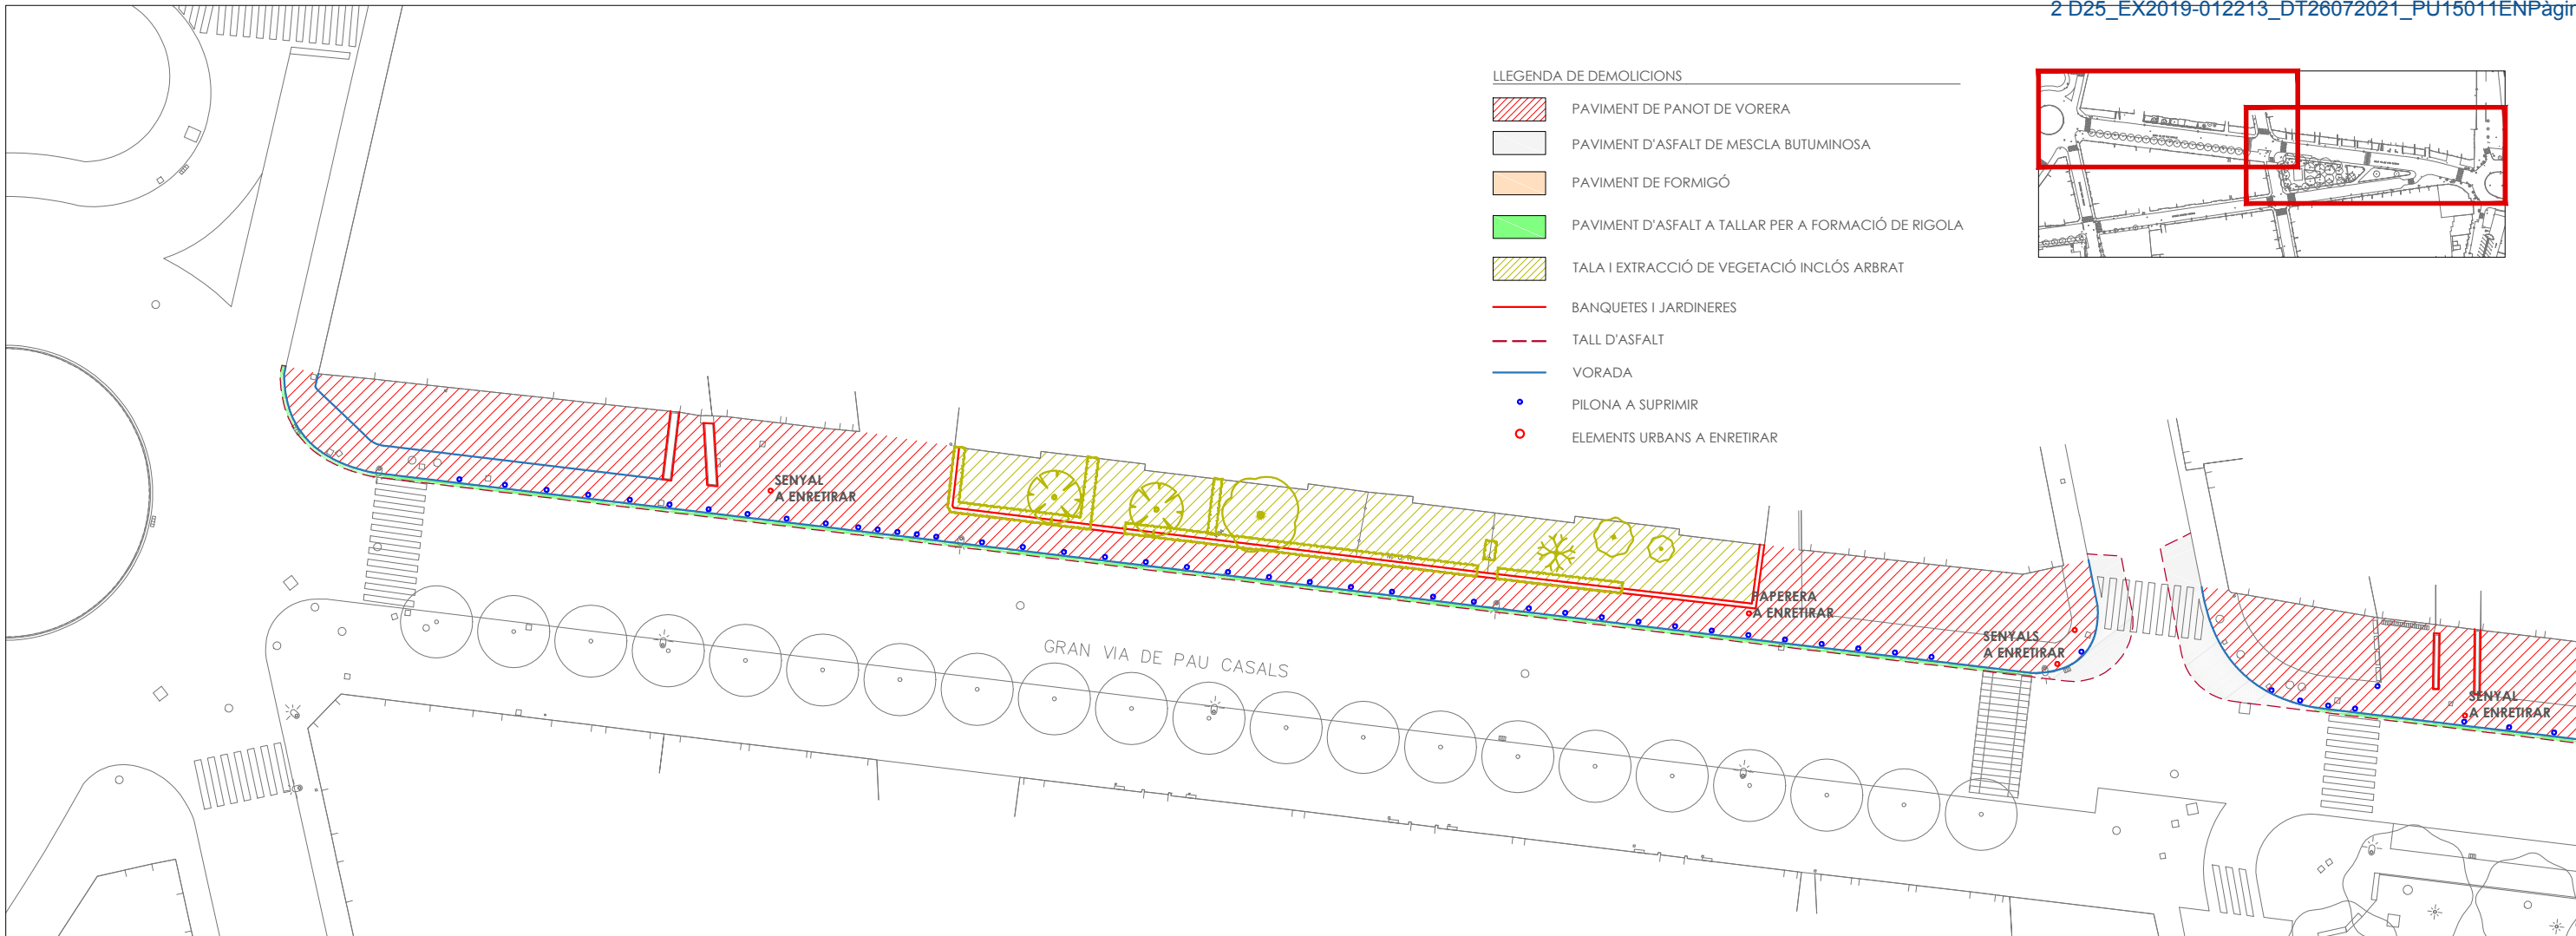 2 D25_EX2019-012213_DT26072021_PU15011ENPàgin
LLEGENDA DE DEMOLICIONS
PAVIMENT DE PANOT DE VORERA
PAVIMENT D'ASFALT DE MESCLA BUTUMINOSA
PAVIMENT DE FORMIGÓ
PAVIMENT D'ASFALT A TALLAR PER A FORMACIÓ DE RIGOLA
TALA I EXTRACCIÓ DE VEGETACIÓ INCLÓS ARBRAT
BANQUETES I JARDINERES
TALL D'ASFALT
VORADA
PILONA A SUPRIMIR
ELEMENTS URBANS A ENRETIRAR
SENYAL
A ENRETIRAR
PAPERERA
A ENRETIRAR
SENYALS
A ENRETIRAR
SENYAL
A ENRETIRAR
GRAN VIA DE PAU CASALS